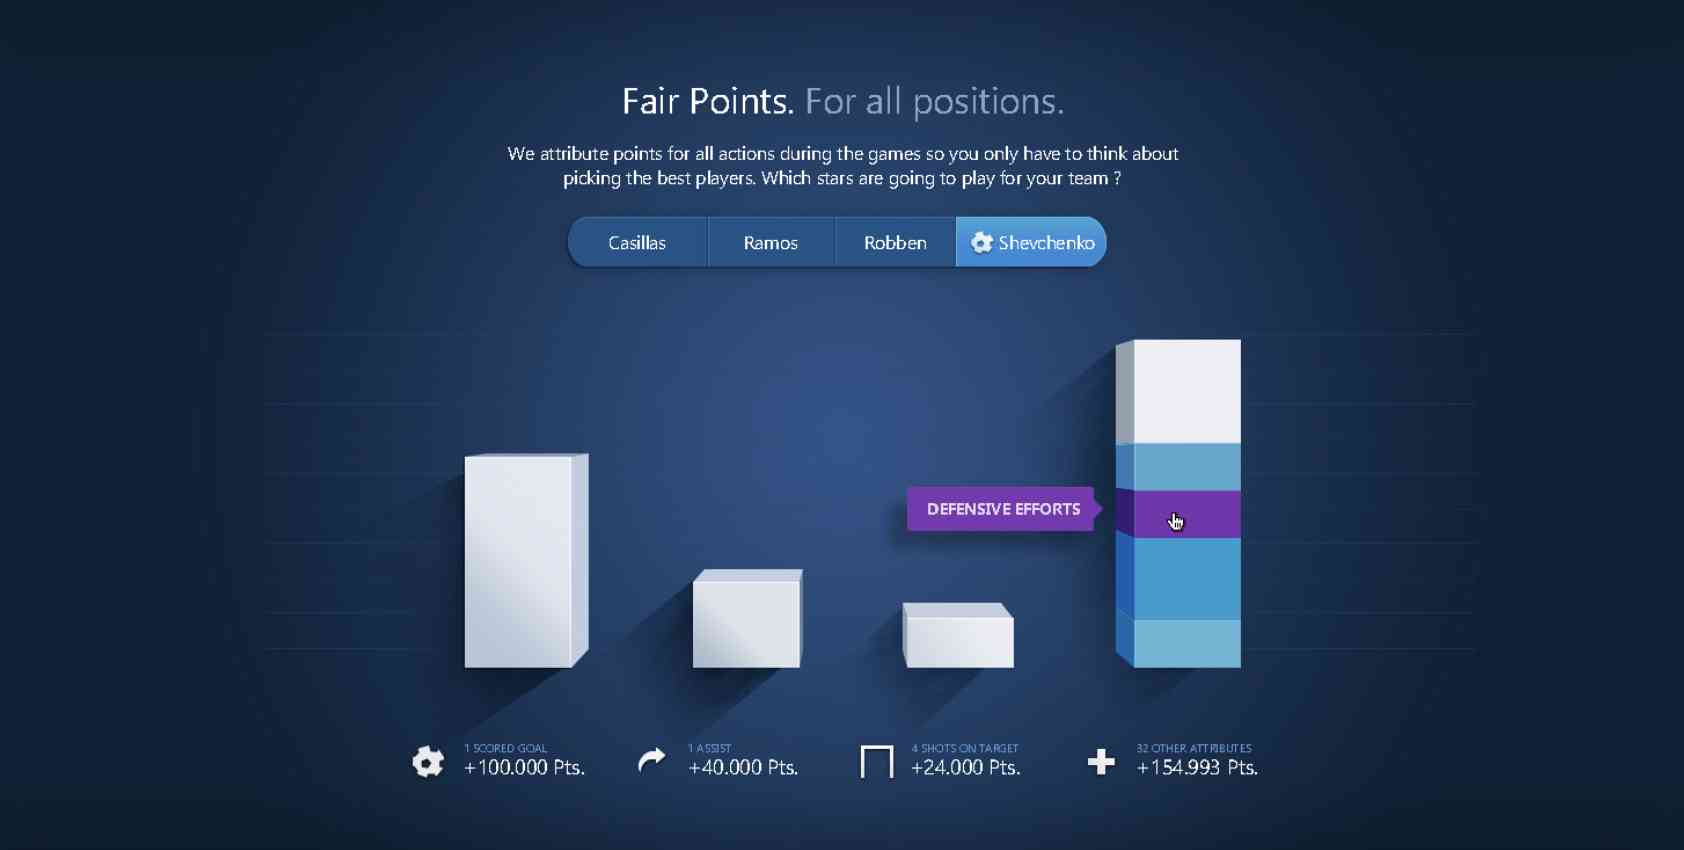 Fair Points. For all positions.
We attribute points for all actions during the games so you only have to think about
picking the best players. Which stars are going to play for your team ?
Casillas
Ramos
Robben
Shevchenko
DEFENSIVE EFFORTS
1 SCORED GOAL
+100.000 Pts.
1 ASSIST
+40.000 Pts.
4 SHOTS ON TARGET
+24.000 Pts.
32 OTHER ATTRIBUTES
+154.993 Pts.